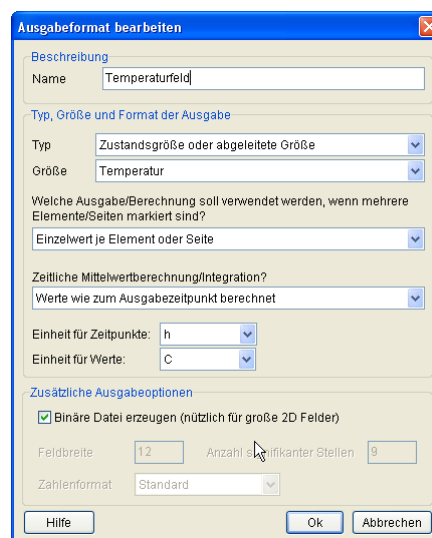 Ausgabeformat bearbeiten
Beschreibung
Name Temperaturfeld
Typ, Größe und Format der Ausgabe
Typ Zustandsgröße oder abgeleitete Größe
Größe Temperatur
Welche Ausgabe/Berechnung soll verwendet werden, wenn mehrere
Elemente/Seiten markiert sind?
Einzelwert je Element oder Seite
Zeitliche Mittelwertberechnung/Integration?
Werte wie zum Ausgabezeitpunkt berechnet
Einheit für Zeitpunkte: h
Einheit für Werte: C
Zusätzliche Ausgabeoptionen
Binäre Datei erzeugen (nützlich für große 2D Felder)
Feldbreite 12 Anzahl signifikanter Stellen 9
Zahlenformat Standard
Hilfe Ok Abbrechen